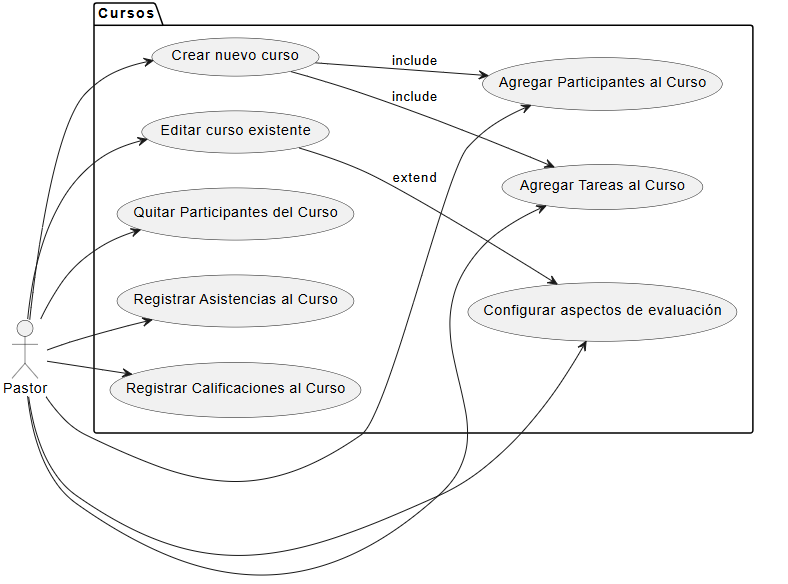 Cursos
Crear nuevo curso
include
Agregar Participantes al Curso
include
Editar curso existente
extend
Agregar Tareas al Curso
Quitar Participantes del Curso
Registrar Asistencias al Curso
Configurar aspectos de evaluación
Pastor
Registrar Calificaciones al Curso